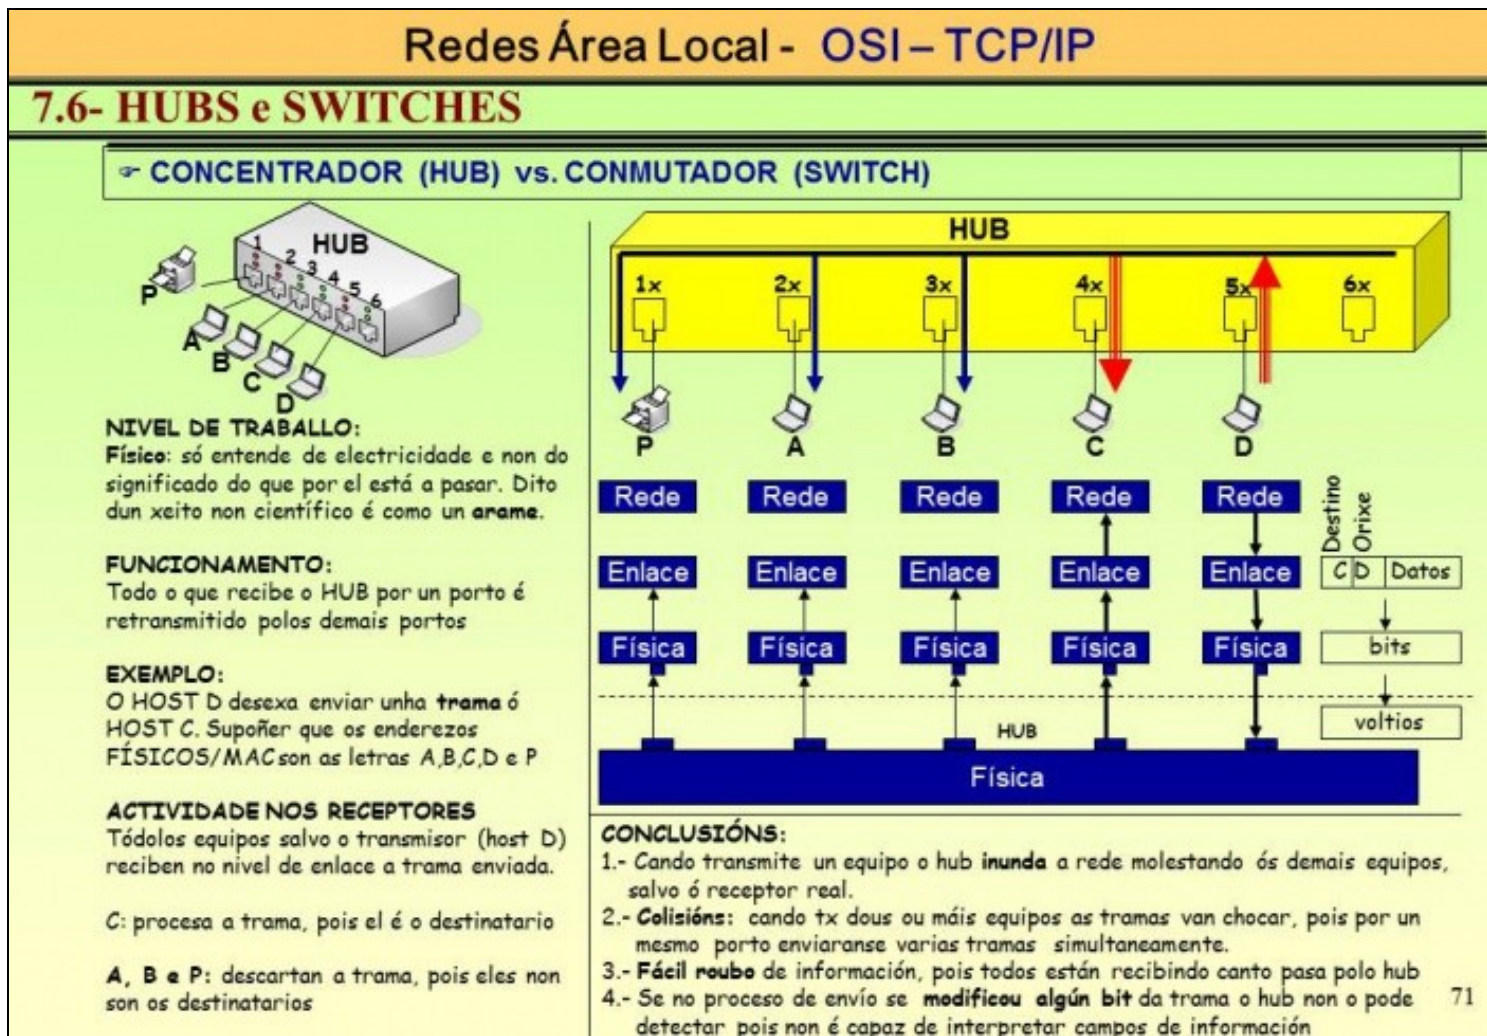 Redes Área Local - OSI – TCP/IP
7.6- HUBS e SWITCHES
☞ CONCENTRADOR (HUB) vs. CONMUTADOR (SWITCH)
HUB
1 2 3 4 5 6
P
A
B
C
D
NIVEL DE TRABALLO:
Físico: só entende de electricidade e non do
significado do que por el está a pasar. Dito
dun xeito non científico é como un arame.
FUNCIONAMENTO:
Todo o que recibe o HUB por un porto é
retransmitido polos demais portos
EXEMPLO:
O HOST D desexa enviar unha trama ó
HOST C. Supoñer que os enderezos
FÍSICOS/MAC son as letras A,B,C,D e P
ACTIVIDADE NOS RECEPTORES
Tódolos equipos salvo o transmisor (host D)
reciben no nivel de enlace a trama enviada.
C: procesa a trama, pois el é o destinatario
A, B e P: descartan a trama, pois eles non
son os destinatarios
HUB
1x 2x 3x 4x 5x 6x
P A B C D
Rede Rede Rede Rede Rede Destino Orixe
Enlace Enlace Enlace Enlace Enlace C D Datos
Física Física Física Física Física bits
HUB voltios
Física
CONCLUSIÓNS:
1.- Cando transmite un equipo o hub inunda a rede molestando ós demais equipos,
salvo ó receptor real.
2.- Colisións: cando tx dous ou máis equipos as tramas van chocar, pois por un
mesmo porto enviaranse varias tramas simultaneamente.
3.- Fácil roubo de información, pois todos están recibindo canto pasa polo hub
4.- Se no proceso de envío se modificou algún bit da trama o hub non o pode
detectar pois non é capaz de interpretar campos de información
71